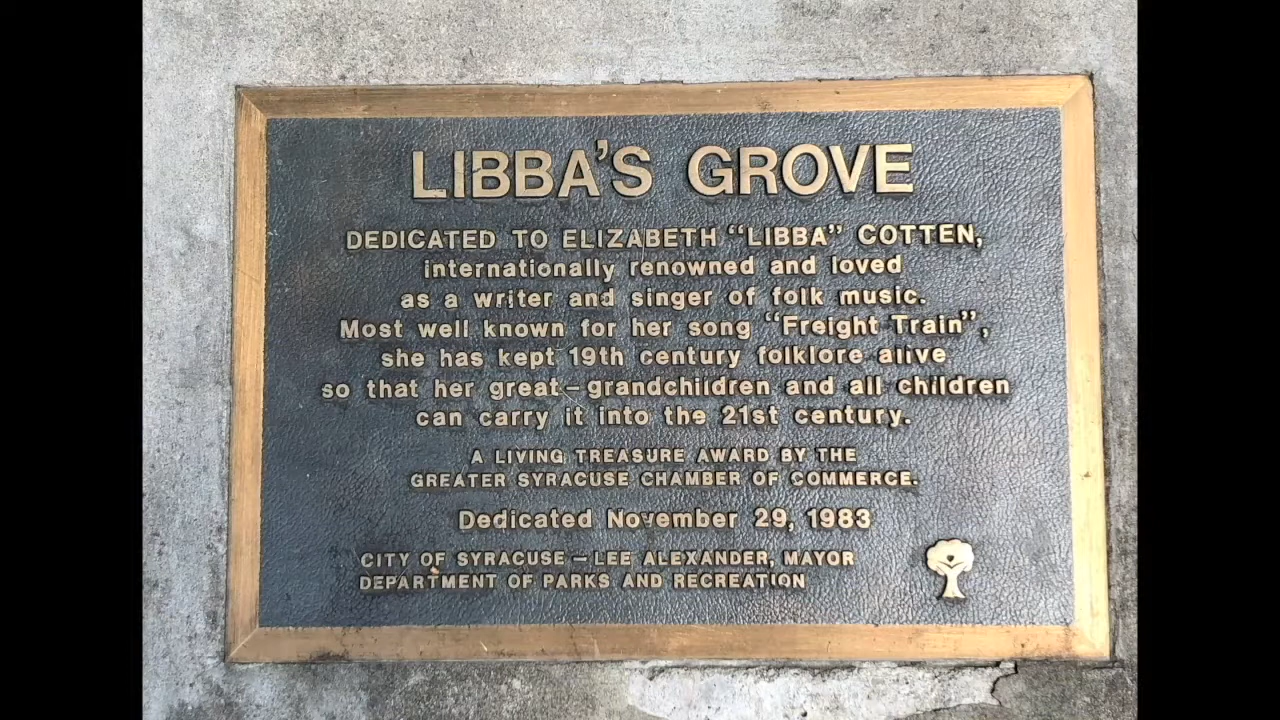 LIBBA'S GROVE
DEDICATED TO ELIZABETH "LIBBA" COTTEN,
internationally renowned and loved
as a writer and singer of folk music.
Most well known for her song "Freight Train",
she has kept 19th century folklore alive
so that her great-grandchildren and all children
can carry it into the 21st century.
A LIVING TREASURE AWARD BY THE
GREATER SYRACUSE CHAMBER OF COMMERCE.
Dedicated November 29, 1983
CITY OF SYRACUSE - LEE ALEXANDER, MAYOR
DEPARTMENT OF PARKS AND RECREATION